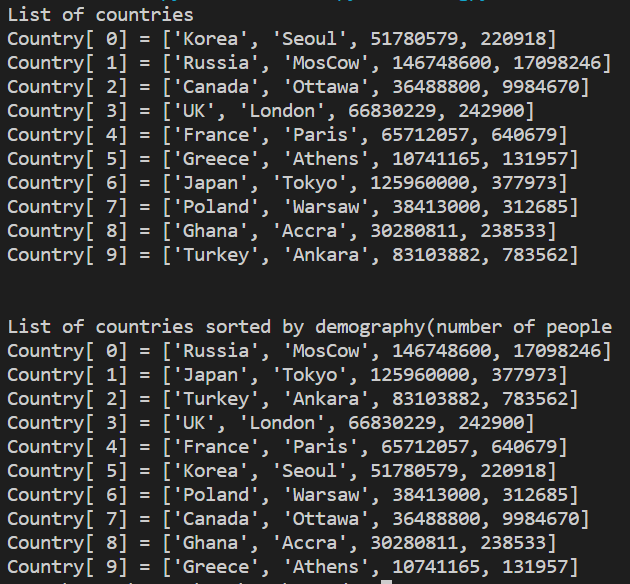 List of countries
Country[ 0] = ['Korea', 'Seoul', 51780579, 220918]
Country[ 1] = ['Russia', 'MosCow', 146748600, 17098246]
Country[ 2] = ['Canada', 'Ottawa', 36488800, 9984670]
Country[ 3] = ['UK', 'London', 66830229, 242900]
Country[ 4] = ['France', 'Paris', 65712057, 640679]
Country[ 5] = ['Greece', 'Athens', 10741165, 131957]
Country[ 6] = ['Japan', 'Tokyo', 125960000, 377973]
Country[ 7] = ['Poland', 'Warsaw', 38413000, 312685]
Country[ 8] = ['Ghana', 'Accra', 30280811, 238533]
Country[ 9] = ['Turkey', 'Ankara', 83103882, 783562]
List of countries sorted by demography(number of people
Country[ 0] = ['Russia', 'MosCow', 146748600, 17098246]
Country[ 1] = ['Japan', 'Tokyo', 125960000, 377973]
Country[ 2] = ['Turkey', 'Ankara', 83103882, 783562]
Country[ 3] = ['UK', 'London', 66830229, 242900]
Country[ 4] = ['France', 'Paris', 65712057, 640679]
Country[ 5] = ['Korea', 'Seoul', 51780579, 220918]
Country[ 6] = ['Poland', 'Warsaw', 38413000, 312685]
Country[ 7] = ['Canada', 'Ottawa', 36488800, 9984670]
Country[ 8] = ['Ghana', 'Accra', 30280811, 238533]
Country[ 9] = ['Greece', 'Athens', 10741165, 131957]